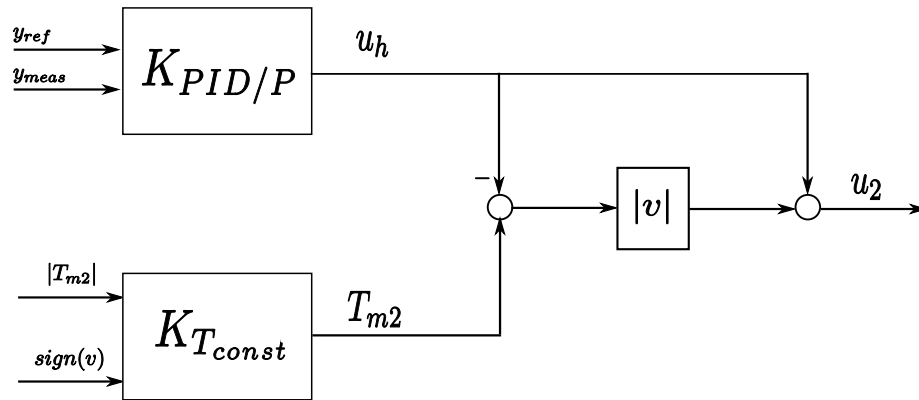 y_ref
y_meas
K_PID/P
u_h
−
|v|
u_2
|T_m2|
sign(v)
K_T_const
T_m2